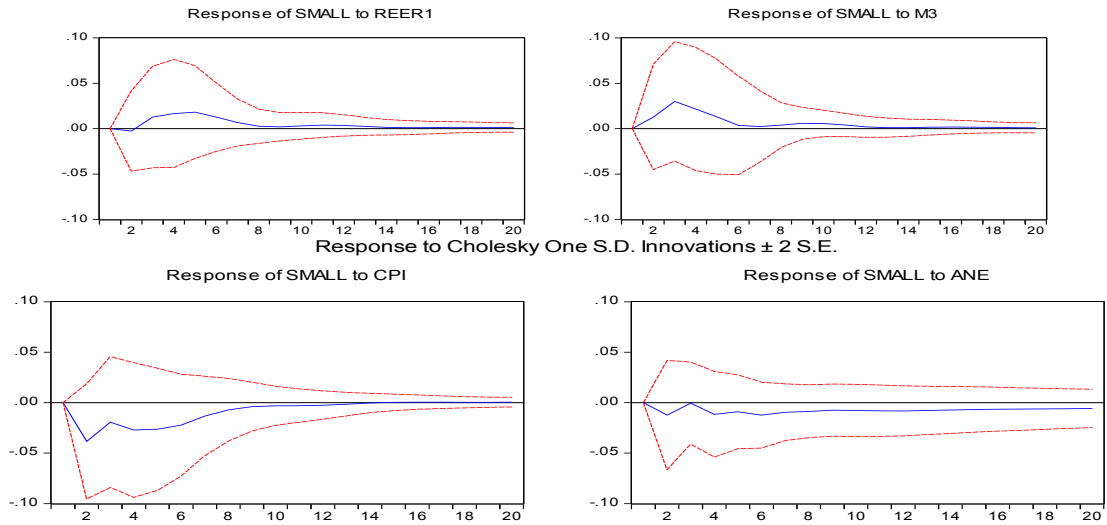 Response of SMALL to REER1 Response of SMALL to M3
.10 .10
.05 .05
.00 .00
-.05 -.05
-.10 -.10
2 4 6 8 10 12 14 16 18 20 2 4 6 8 10 12 14 16 18 20
Response to Cholesky One S.D. Innovations ± 2 S.E.
Response of SMALL to CPI Response of SMALL to ANE
.10 .10
.05 .05
.00 .00
-.05 -.05
-.10 -.10
2 4 6 8 10 12 14 16 18 20 2 4 6 8 10 12 14 16 18 20